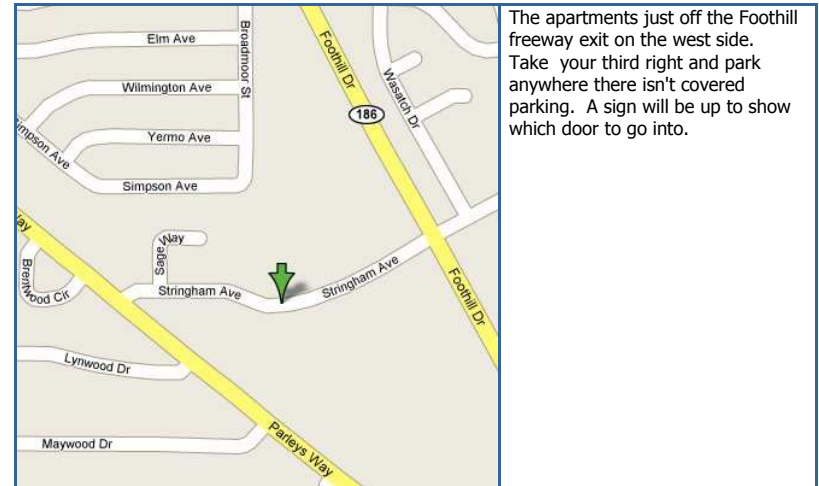 Elm Ave
Broadmoor St
Foothill Dr
Wasatch Dr
Wilmington Ave
186
Simpson Ave
Yermo Ave
Simpson Ave
Way
Sage Way
Brentwood Cir
Stringham Ave
Stringham Ave
Foothill Dr
Lynwood Dr
Parleys Way
Maywood Dr
The apartments just off the Foothill
freeway exit on the west side.
Take  your third right and park
anywhere there isn't covered
parking.  A sign will be up to show
which door to go into.